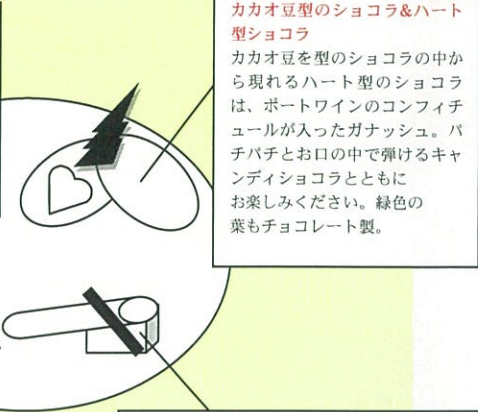 カカオ豆型のショコラ&ハート
型ショコラ
カカオ豆を型のショコラの中か
ら現れるハート型のショコラ
は、ポートワインのコンフィチ
ュールが入ったガナッシュ。パ
チパチとお口の中で弾けるキャ
ンディショコラとともに
お楽しみください。緑色の
葉もチョコレート製。